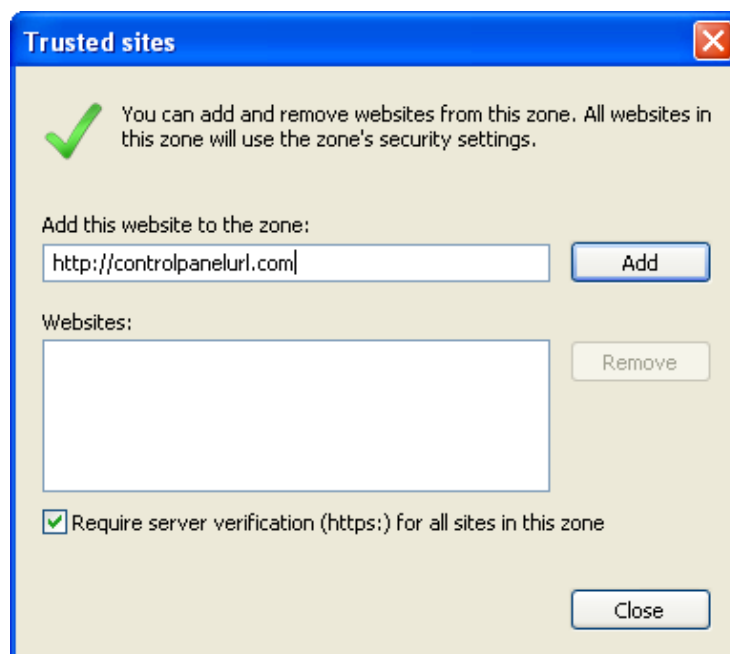 Trusted sites
You can add and remove websites from this zone. All websites in
this zone will use the zone's security settings.
Add this website to the zone:
http://controlpanelurl.com
Add
Websites:
Remove
Require server verification (https:) for all sites in this zone
Close